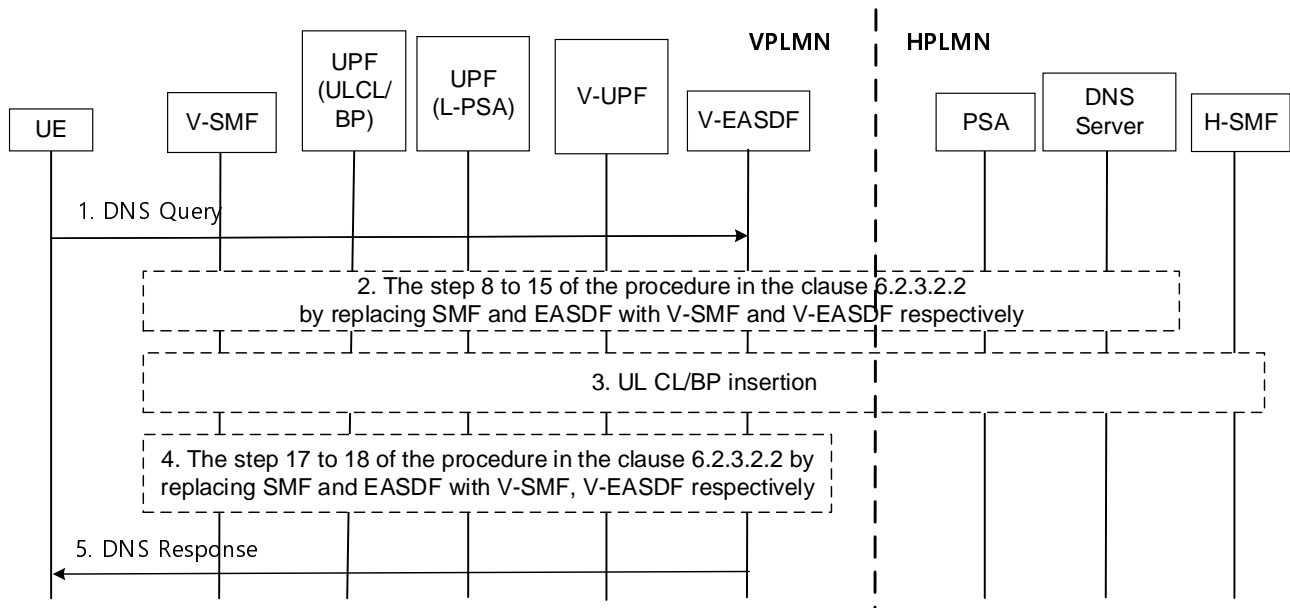 VPLMN
HPLMN
UE
V-SMF
UPF
(ULCL/
BP)
UPF
(L-PSA)
V-UPF
V-EASDF
PSA
DNS
Server
H-SMF
1. DNS Query
2. The step 8 to 15 of the procedure in the clause 6.2.3.2.2
by replacing SMF and EASDF with V-SMF and V-EASDF respectively
3. UL CL/BP insertion
4. The step 17 to 18 of the procedure in the clause 6.2.3.2.2 by
replacing SMF and EASDF with V-SMF, V-EASDF respectively
5. DNS Response